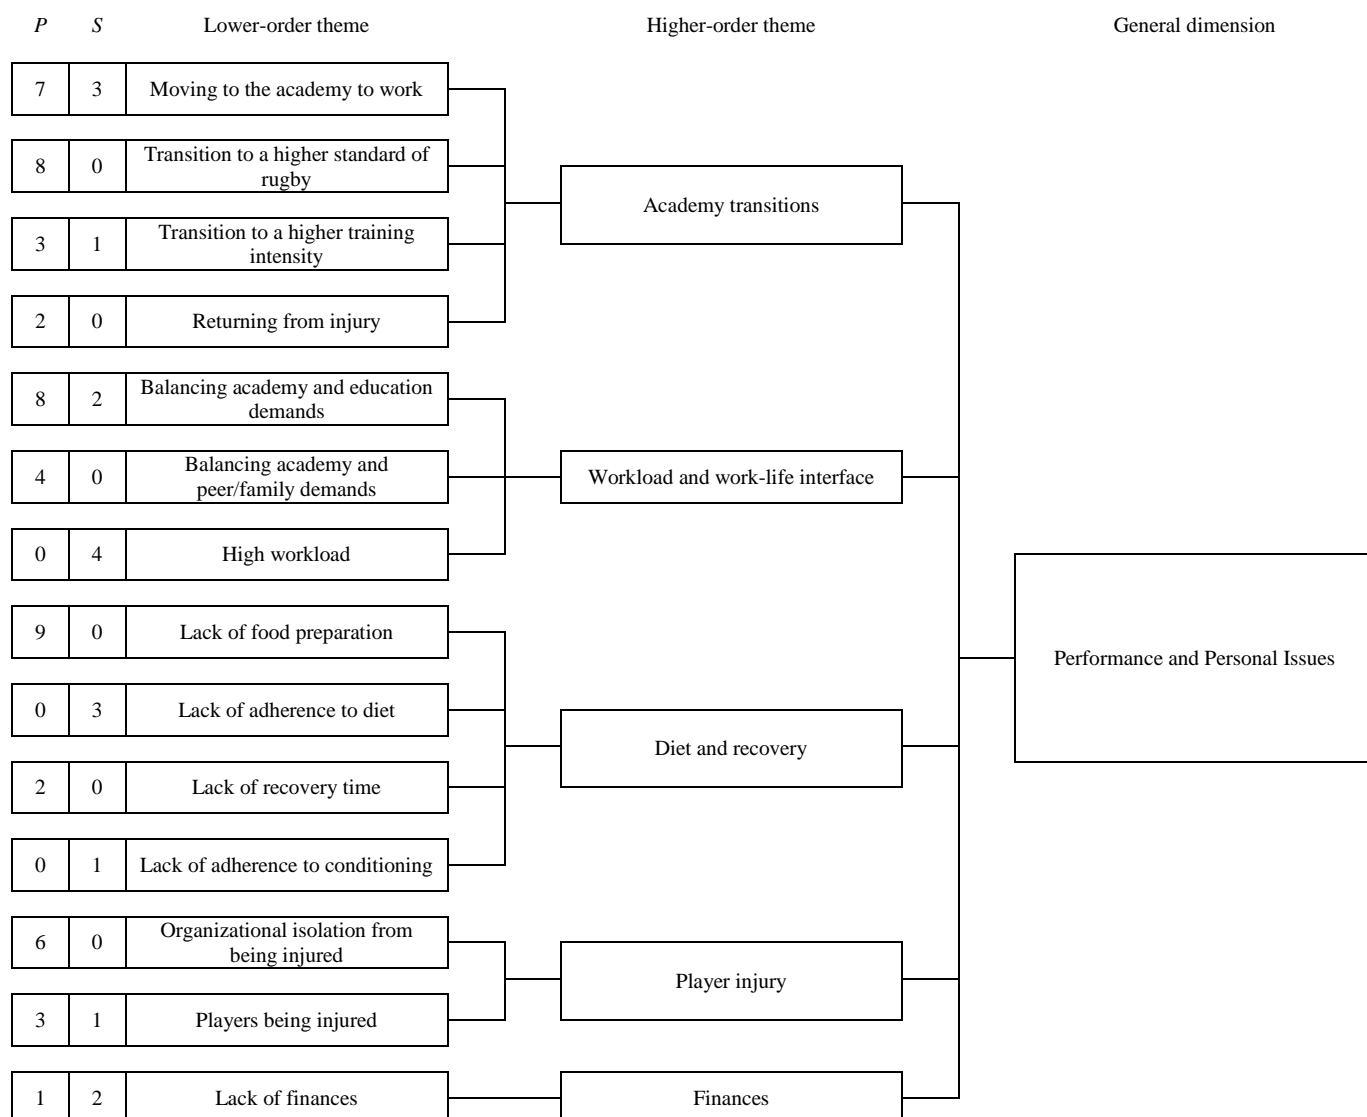 P S Lower-order theme Higher-order theme General dimension
7 3 Moving to the academy to work
8 0 Transition to a higher standard of
rugby
Academy transitions
3 1 Transition to a higher training
intensity
2 0 Returning from injury
8 2 Balancing academy and education
demands
4 0 Balancing academy and
peer/family demands
Workload and work-life interface
0 4 High workload
9 0 Lack of food preparation
Performance and Personal Issues
0 3 Lack of adherence to diet
Diet and recovery
2 0 Lack of recovery time
0 1 Lack of adherence to conditioning
6 0 Organizational isolation from
being injured
Player injury
3 1 Players being injured
1 2 Lack of finances Finances